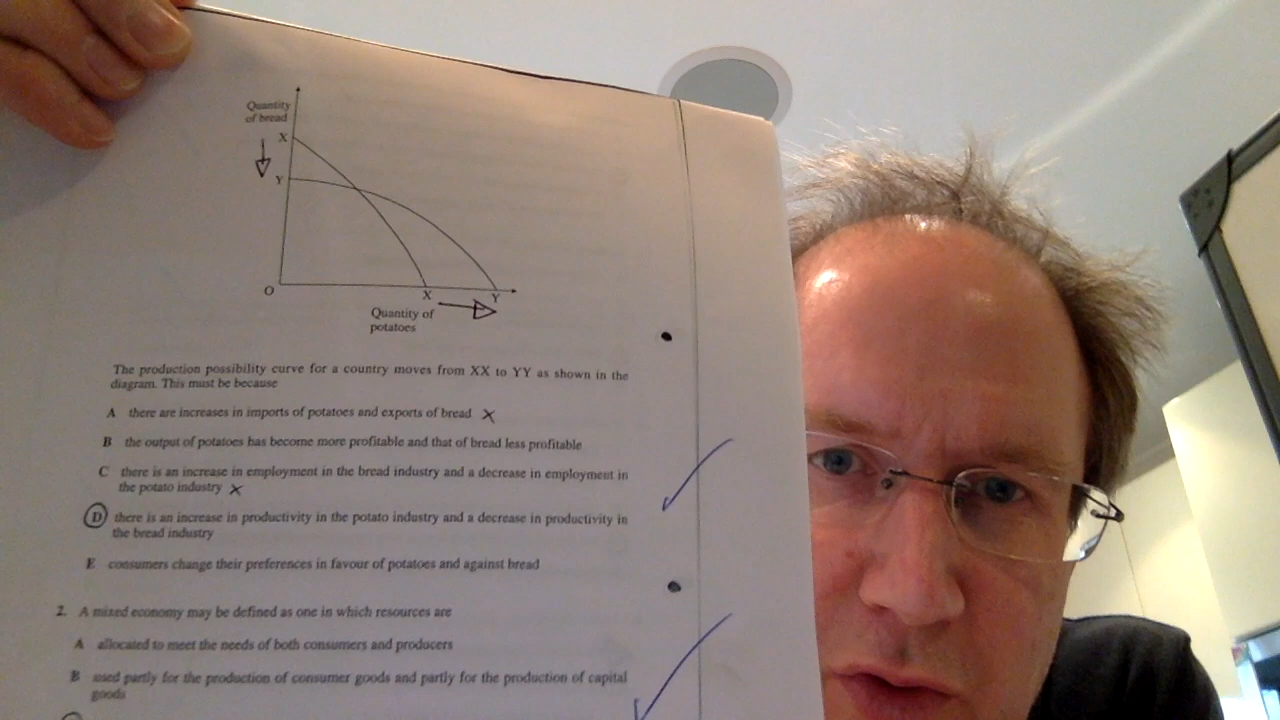 Quantity
of bread
X
Y
O
X
Y
Quantity of
potatoes
The production possibility curve for a country moves from XX to YY as shown in the
diagram. This must be because
A there are increases in imports of potatoes and exports of bread X
B the output of potatoes has become more profitable and that of bread less profitable
C there is an increase in employment in the bread industry and a decrease in employment in
the potato industry X
D there is an increase in productivity in the potato industry and a decrease in productivity in
the bread industry
E consumers change their preferences in favour of potatoes and against bread
2. A mixed economy may be defined as one in which resources are
A allocated to meet the needs of both consumers and producers
B used partly for the production of consumer goods and partly for the production of capital
goods